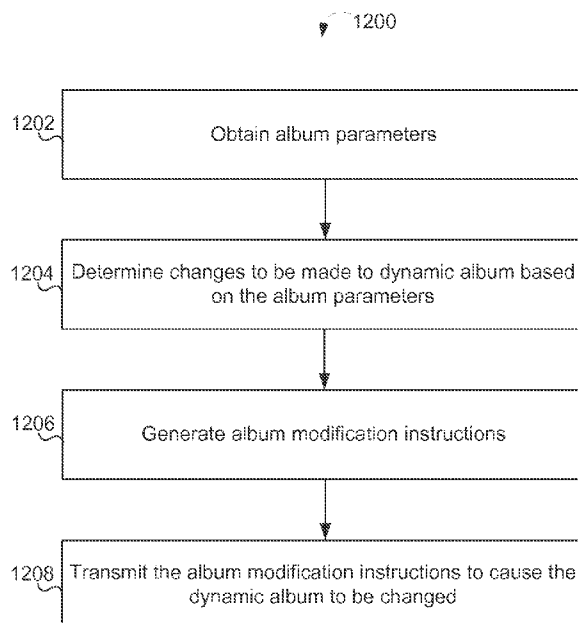 1200
1202
Obtain album parameters
1204
Determine changes to be made to dynamic album based
on the album parameters
1206
Generate album modification instructions
1208
Transmit the album modification instructions to cause the
dynamic album to be changed